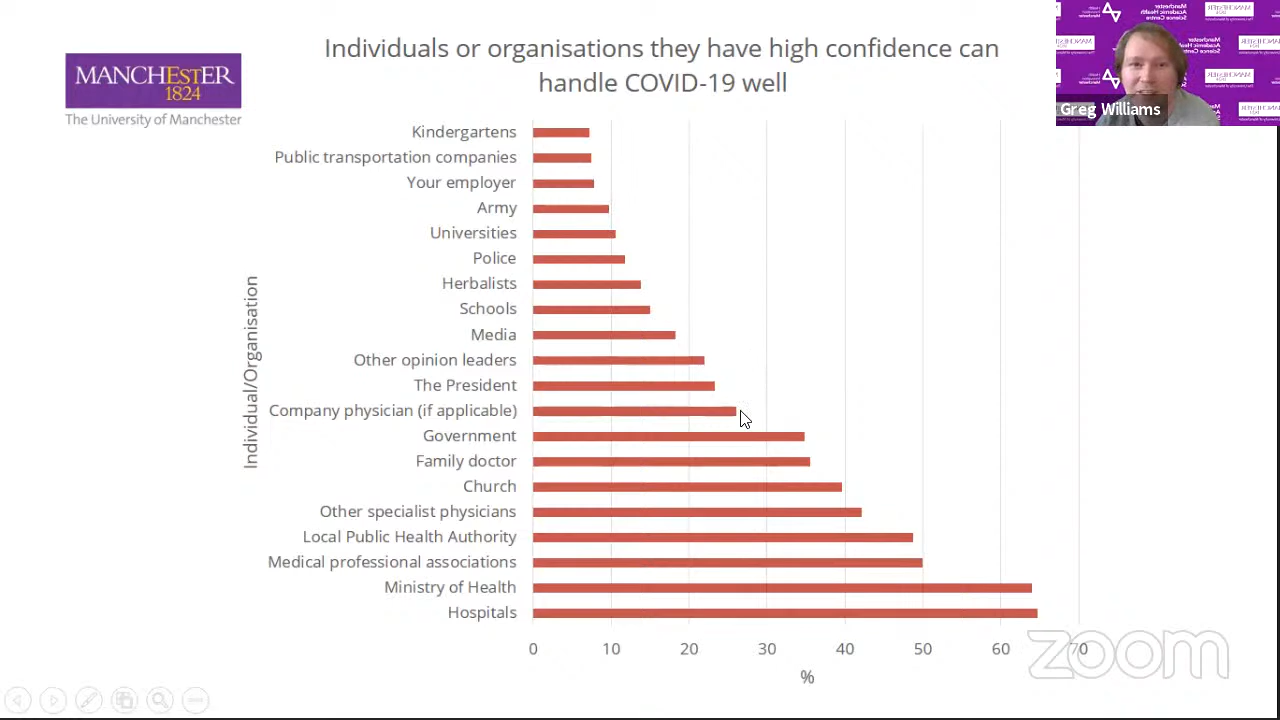 Individuals or organisations they have high confidence can
handle COVID-19 well
MANCHESTER
1824
The University of Manchester
Greg Williams
Individual/Organisation
Kindergartens
Public transportation companies
Your employer
Army
Universities
Police
Herbalists
Schools
Media
Other opinion leaders
The President
Company physician (if applicable)
Government
Family doctor
Church
Other specialist physicians
Local Public Health Authority
Medical professional associations
Ministry of Health
Hospitals
0 10 20 30 40 50 60 70
%
zoom